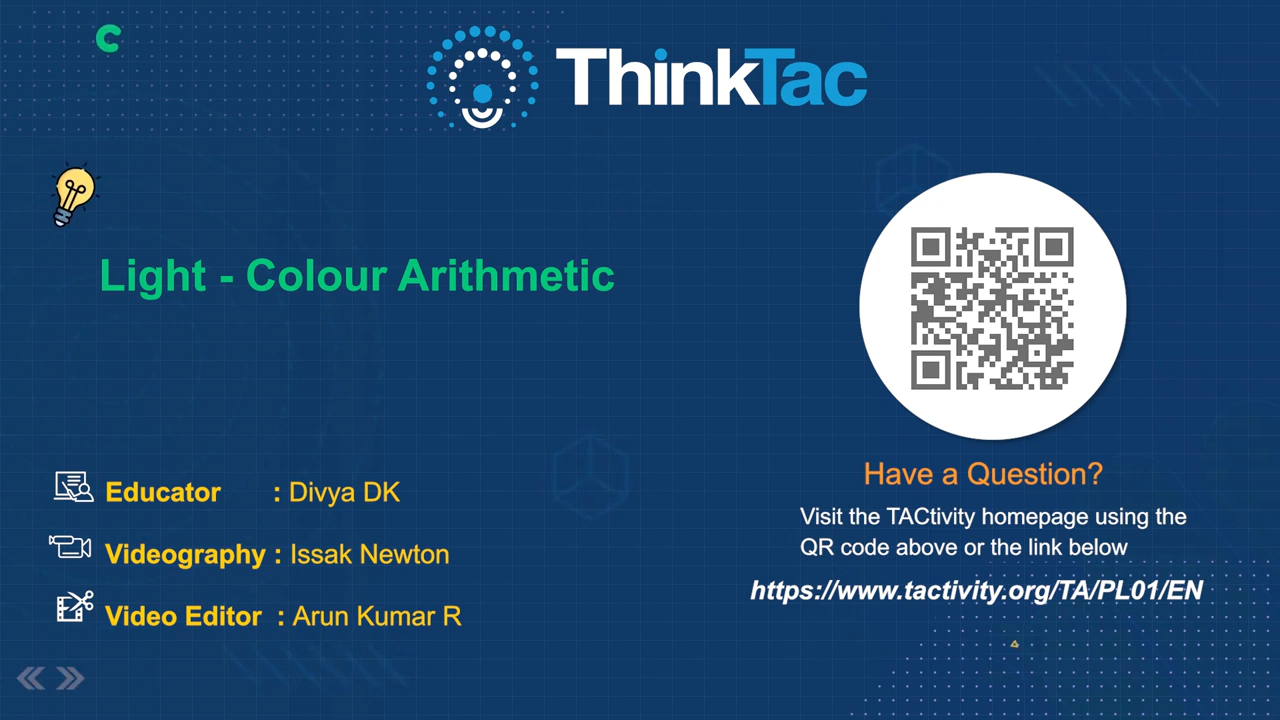 ThinkTac
Light - Colour Arithmetic
Educator : Divya DK
Videography : Issak Newton
Video Editor : Arun Kumar R
Have a Question?
Visit the TACtivity homepage using the
QR code above or the link below
https://www.tactivity.org/TA/PL01/EN